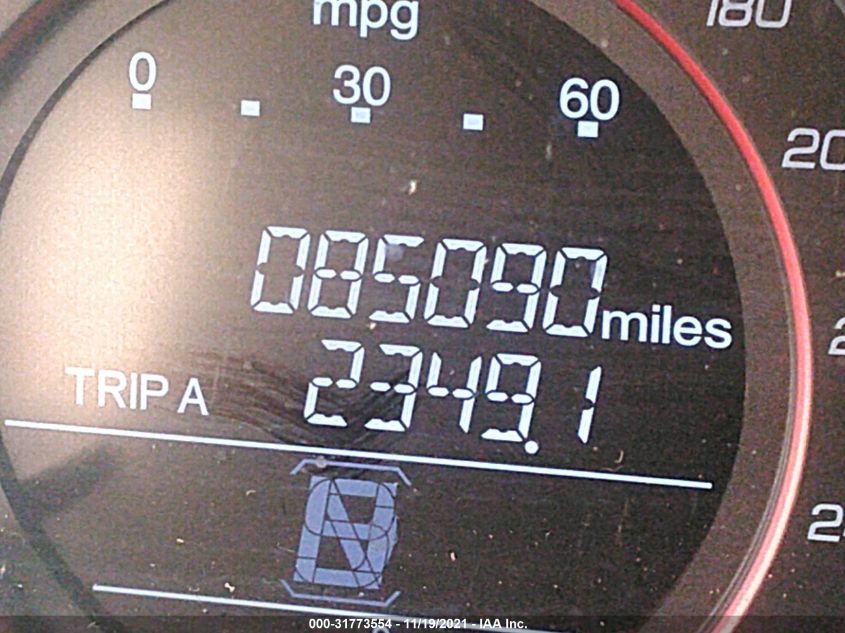 mpg
180
0 30 60
20
085090 miles
TRIP A 2349.1
000-31773554 - 11/19/2021 - IAA Inc.